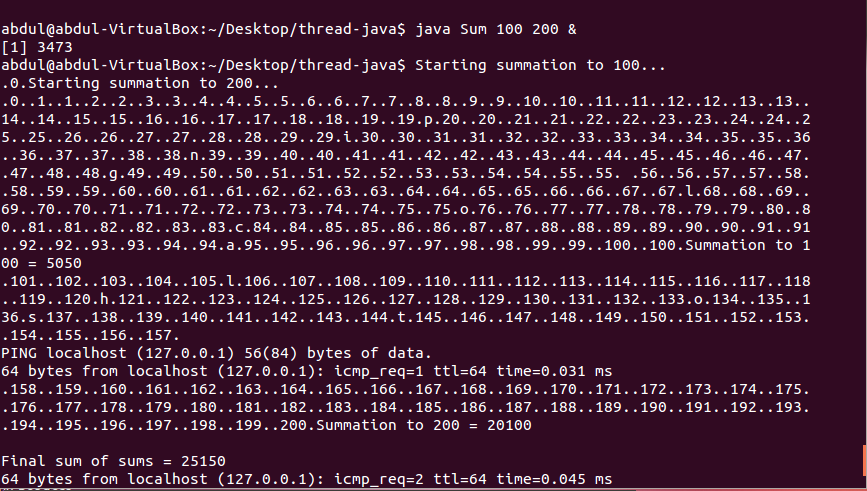 abdul@abdul-VirtualBox:~/Desktop/thread-java$ java Sum 100 200 &
[1] 3473
abdul@abdul-VirtualBox:~/Desktop/thread-java$ Starting summation to 100...
.0.Starting summation to 200...
.0..1..1..2..2..3..3..4..4..5..5..6..6..7..7..8..8..9..9..10..10..11..11..12..12..13..13..
14..14..15..15..16..16..17..17..18..18..19..19.p.20..20..21..21..22..22..23..23..24..24..2
5..25..26..26..27..27..28..28..29..29.i.30..30..31..31..32..32..33..33..34..34..35..35..36
..36..37..37..38..38.n.39..39..40..40..41..41..42..42..43..43..44..44..45..45..46..46..47.
.47..48..48.g.49..49..50..50..51..51..52..52..53..53..54..54..55..55. .56..56..57..57..58.
.58..59..59..60..60..61..61..62..62..63..63..64..64..65..65..66..66..67..67.l.68..68..69..
69..70..70..71..71..72..72..73..73..74..74..75..75.o.76..76..77..77..78..78..79..79..80..8
0..81..81..82..82..83..83.c.84..84..85..85..86..86..87..87..88..88..89..89..90..90..91..91
..92..92..93..93..94..94.a.95..95..96..96..97..97..98..98..99..99..100..100.Summation to 1
00 = 5050
.101..102..103..104..105.l.106..107..108..109..110..111..112..113..114..115..116..117..118
..119..120.h.121..122..123..124..125..126..127..128..129..130..131..132..133.o.134..135..1
36.s.137..138..139..140..141..142..143..144.t.145..146..147..148..149..150..151..152..153.
.154..155..156..157.
PING localhost (127.0.0.1) 56(84) bytes of data.
64 bytes from localhost (127.0.0.1): icmp_req=1 ttl=64 time=0.031 ms
.158..159..160..161..162..163..164..165..166..167..168..169..170..171..172..173..174..175.
.176..177..178..179..180..181..182..183..184..185..186..187..188..189..190..191..192..193.
.194..195..196..197..198..199..200.Summation to 200 = 20100
Final sum of sums = 25150
64 bytes from localhost (127.0.0.1): icmp_req=2 ttl=64 time=0.045 ms